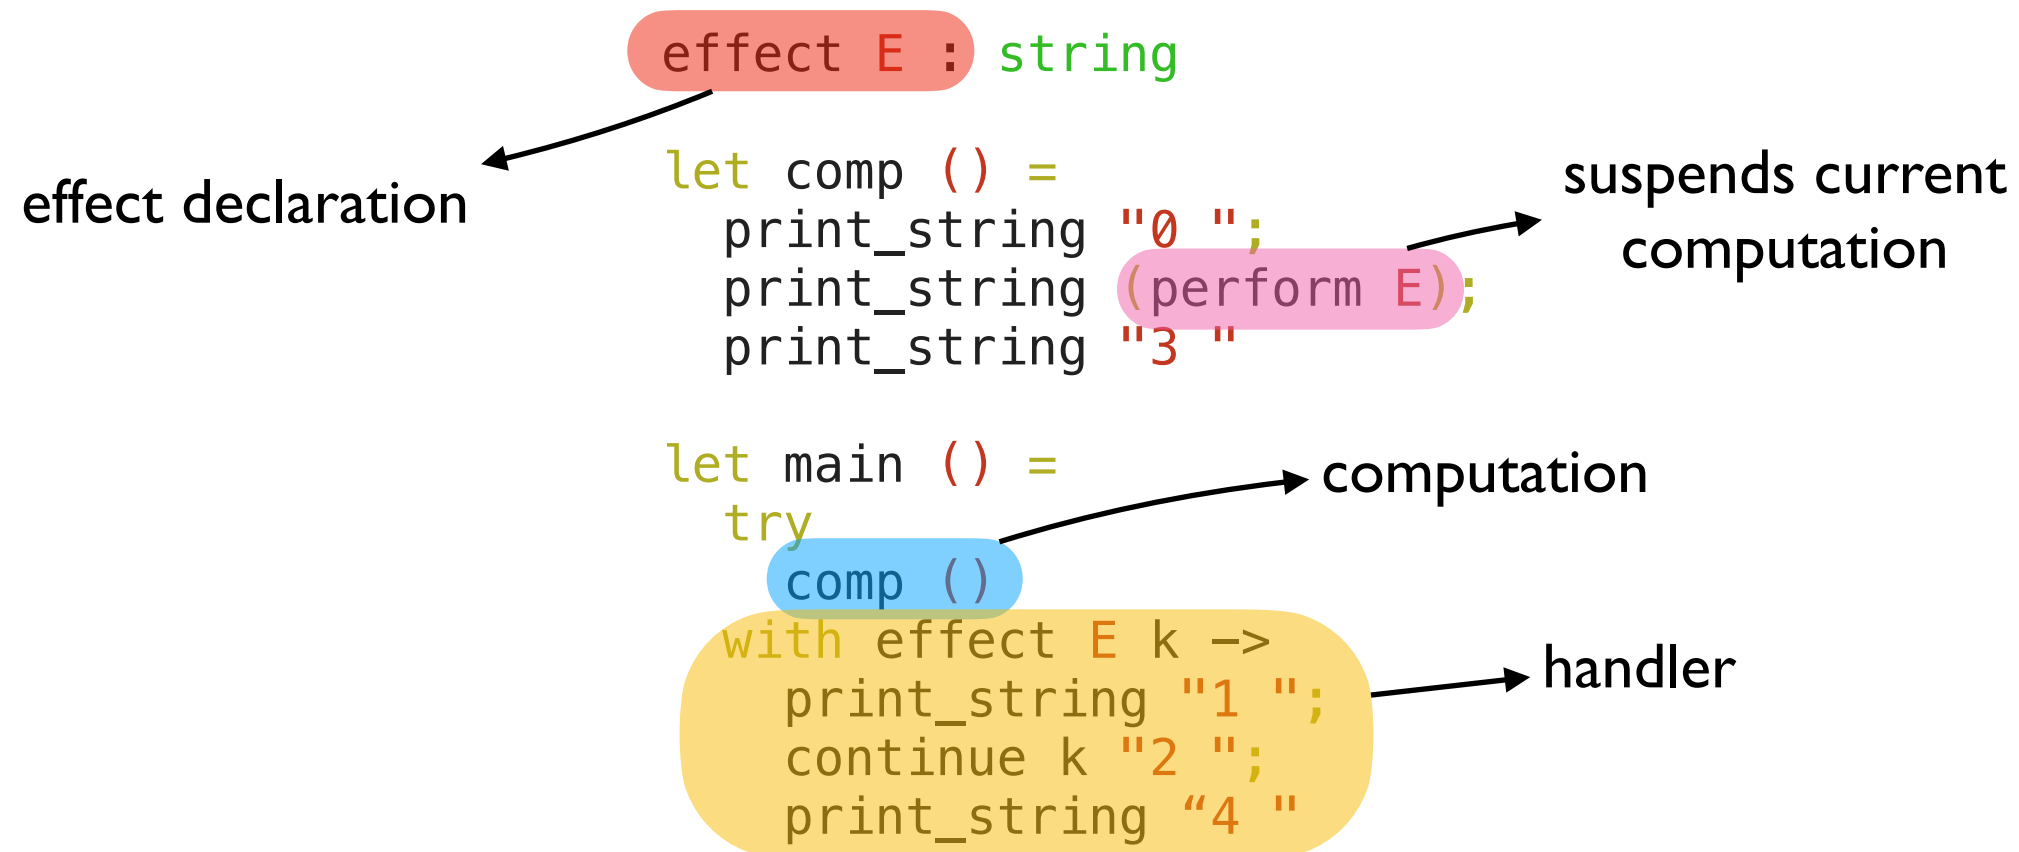 effect E : string
effect declaration
let comp () =
print_string "0 ";
print_string (perform E);
print_string "3 "
suspends current
computation
let main () =
try
comp ()
with effect E k ->
print_string "1 ";
continue k "2 ";
print_string “4 "
computation
handler